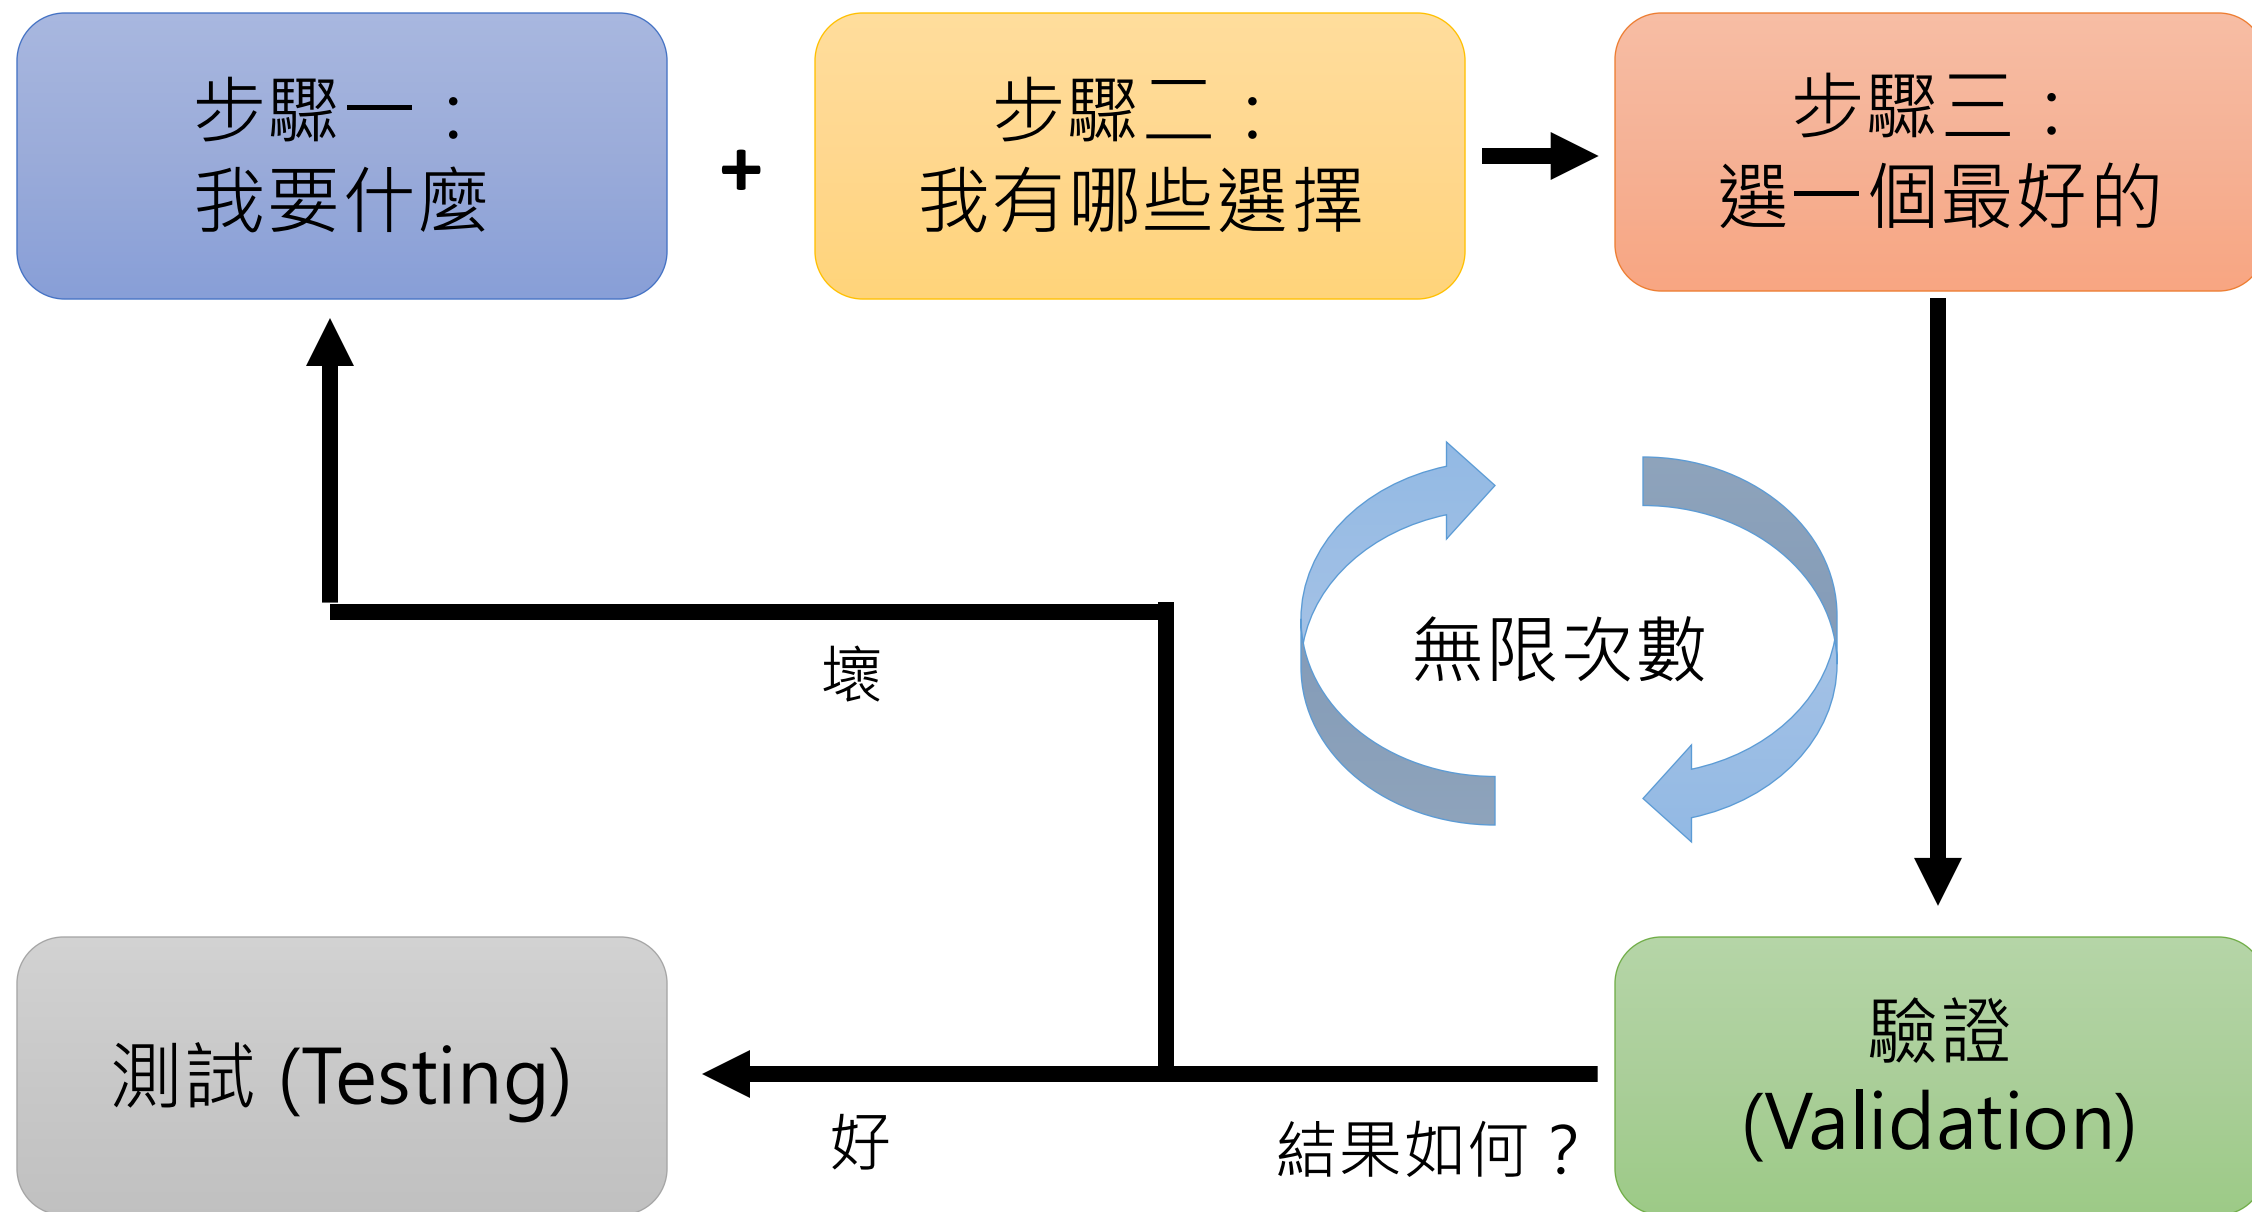 步驟一：
我要什麼
+
步驟二：
我有哪些選擇
步驟三：
選一個最好的
無限次數
壞
測試 (Testing)
好
結果如何？
驗證
(Validation)